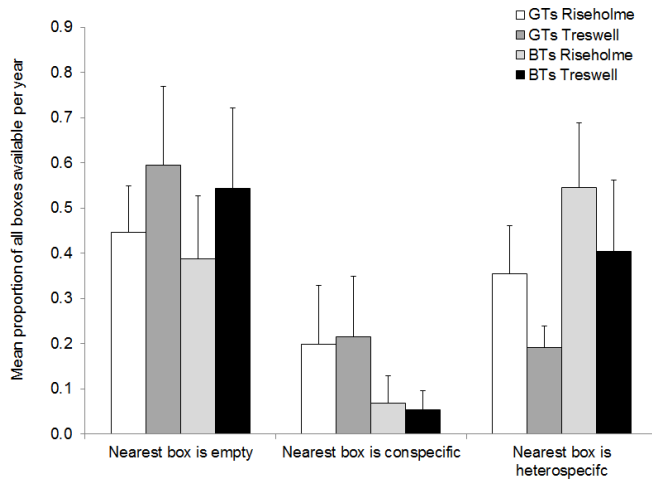 GTs Riseholme
GTs Treswell
BTs Riseholme
BTs Treswell
Mean proportion of all boxes available per year
0.9
0.8
0.7
0.6
0.5
0.4
0.3
0.2
0.1
0.0
Nearest box is empty
Nearest box is conspecific
Nearest box is
heterospecifc